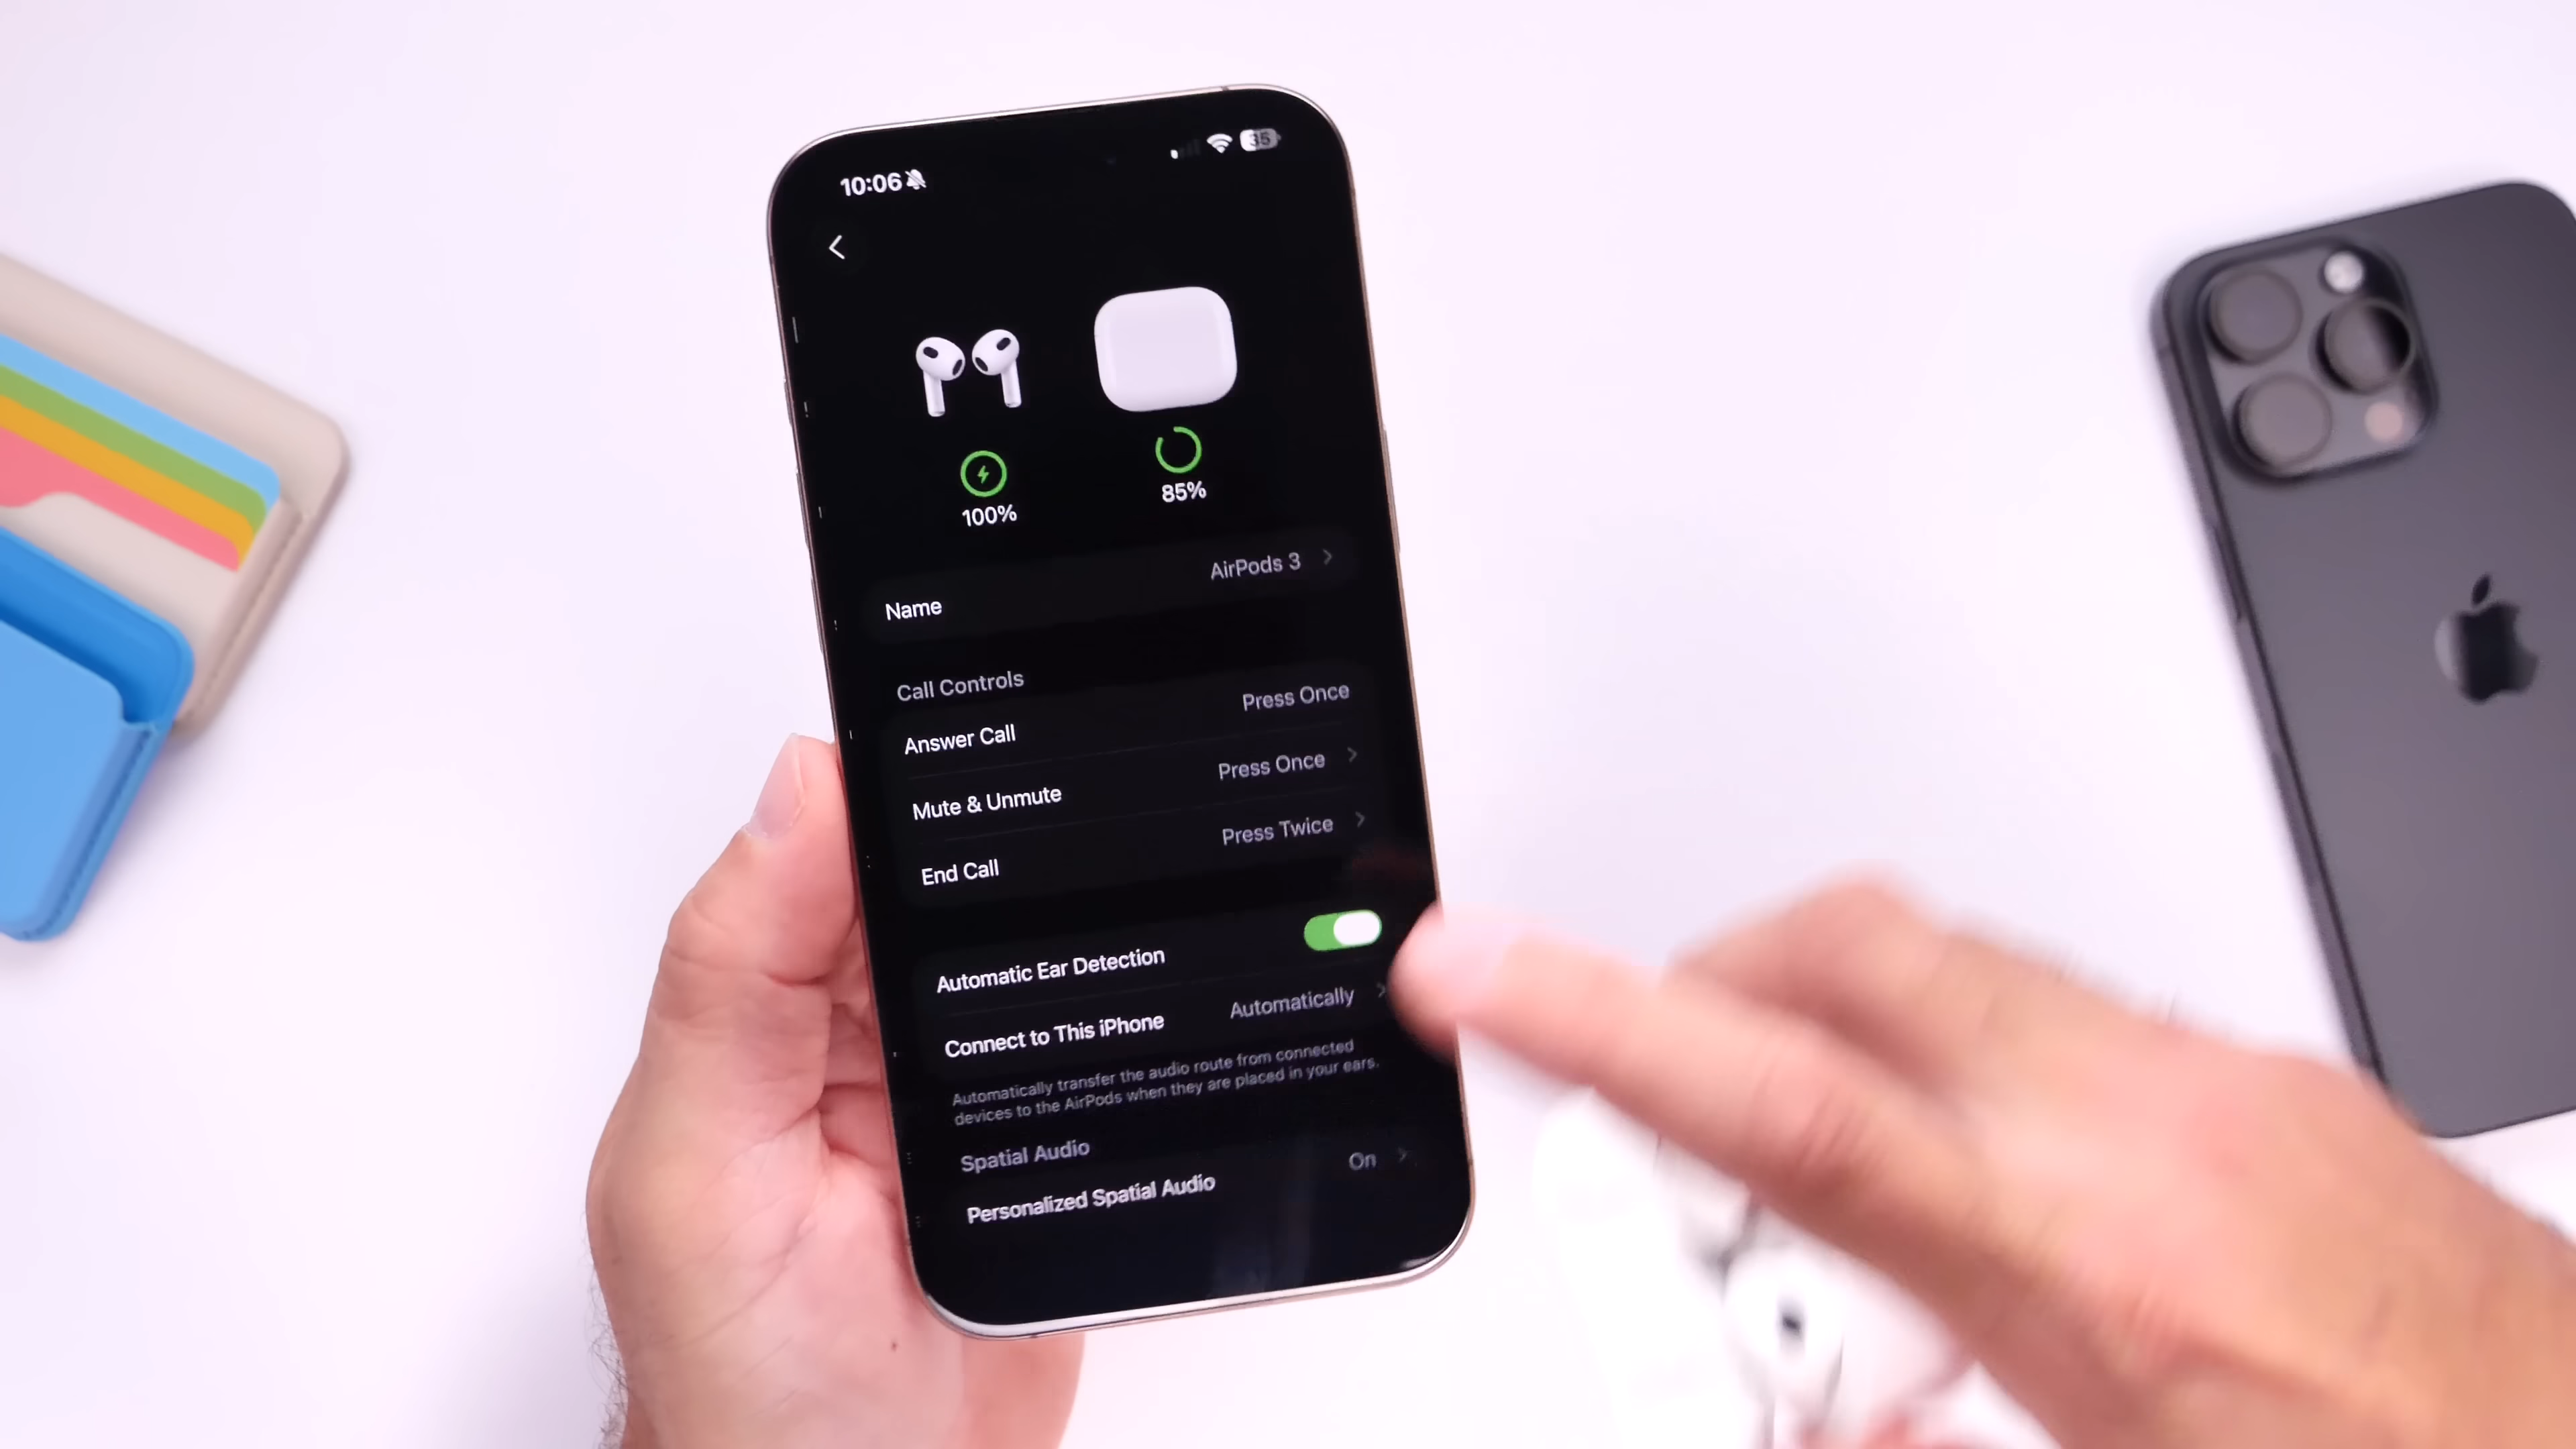 10:06
35
100%
85%
Name AirPods 3
Call Controls
Answer Call Press Once
Mute & Unmute Press Once
End Call Press Twice
Automatic Ear Detection
Connect to This iPhone Automatically
Automatically transfer the audio route from connected
devices to the AirPods when they are placed in your ears.
Spatial Audio
Personalized Spatial Audio On